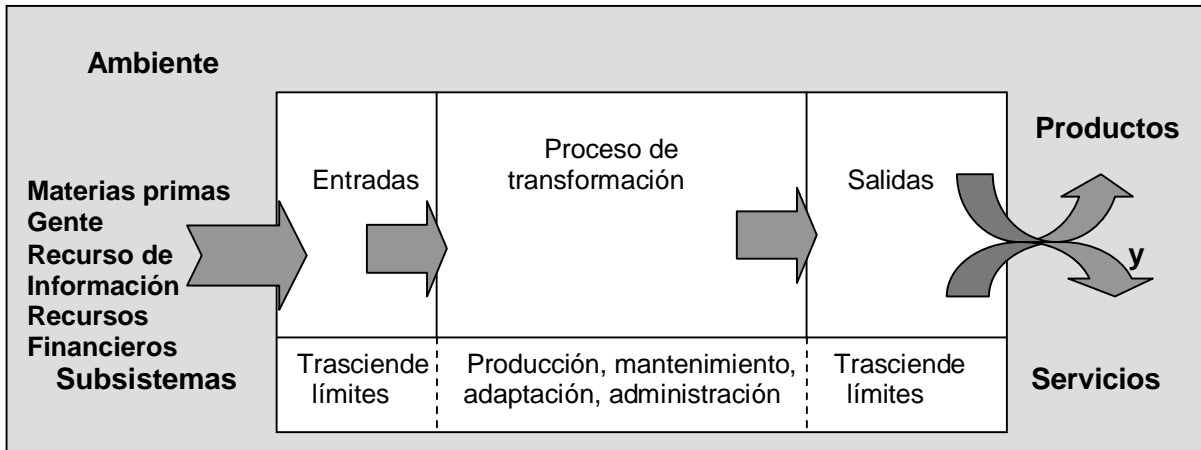 Ambiente
Materias primas
Gente
Recurso de
Información
Recursos
Financieros
Subsistemas
Entradas
Proceso de
transformación
Salidas
Trasciende
límites
Producción, mantenimiento,
adaptación, administración
Trasciende
límites
Productos
y
Servicios